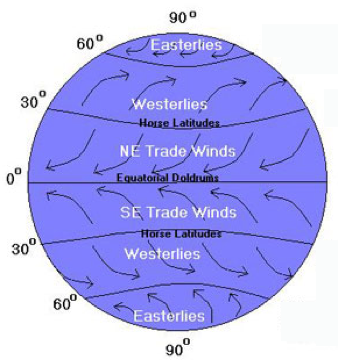 90°
60°
Easterlies
30°
Westerlies
Horse Latitudes
NE Trade Winds
0°
Equatorial Doldrums
SE Trade Winds
Horse Latitudes
30°
Westerlies
60°
Easterlies
90°